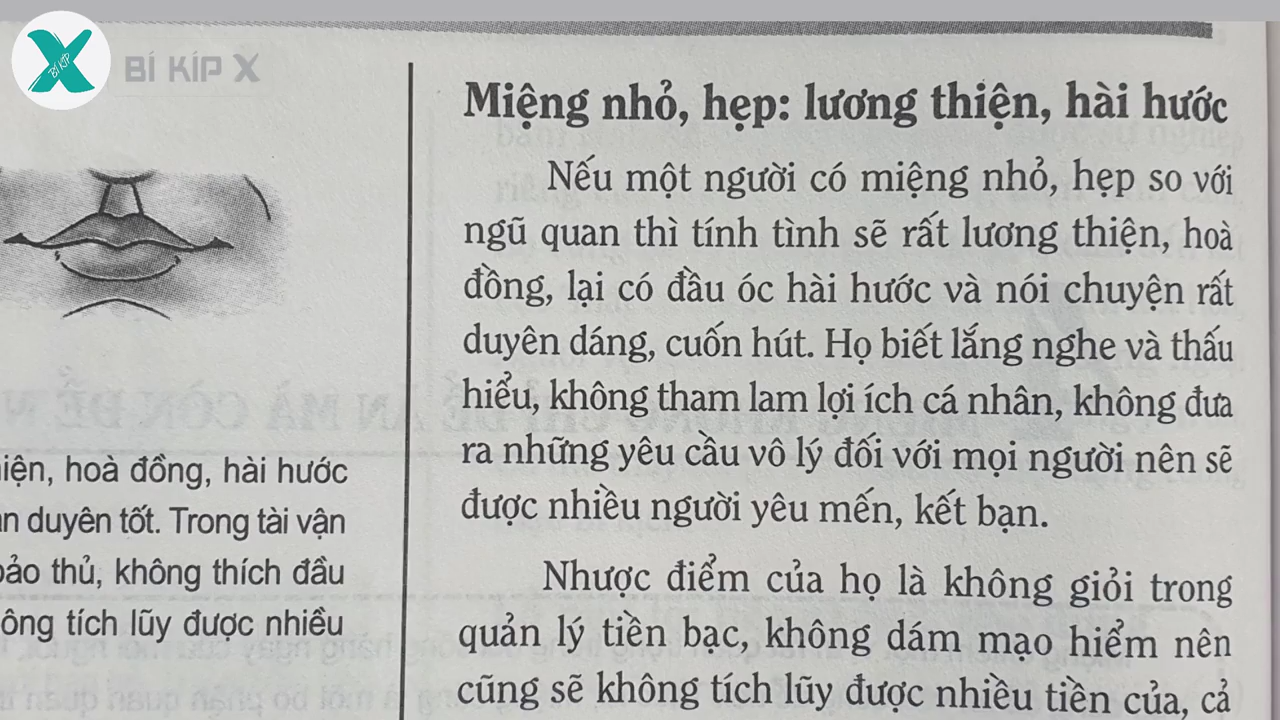 BÍ KÍP
BÍ KÍP X
hoà đồng, hài hước
duyên tốt. Trong tài vận
thủ, không thích đầu
tích lũy được nhiều
Miệng nhỏ, hẹp: lương thiện, hài hước
Nếu một người có miệng nhỏ, hẹp so với
ngũ quan thì tính tình sẽ rất lương thiện, hoà
đồng, lại có đầu óc hài hước và nói chuyện rất
duyên dáng, cuốn hút. Họ biết lắng nghe và thấu
hiểu, không tham lam lợi ích cá nhân, không đưa
ra những yêu cầu vô lý đối với mọi người nên sẽ
được nhiều người yêu mến, kết bạn.
Nhược điểm của họ là không giỏi trong
quản lý tiền bạc, không dám mạo hiểm nên
cũng sẽ không tích lũy được nhiều tiền của, cả